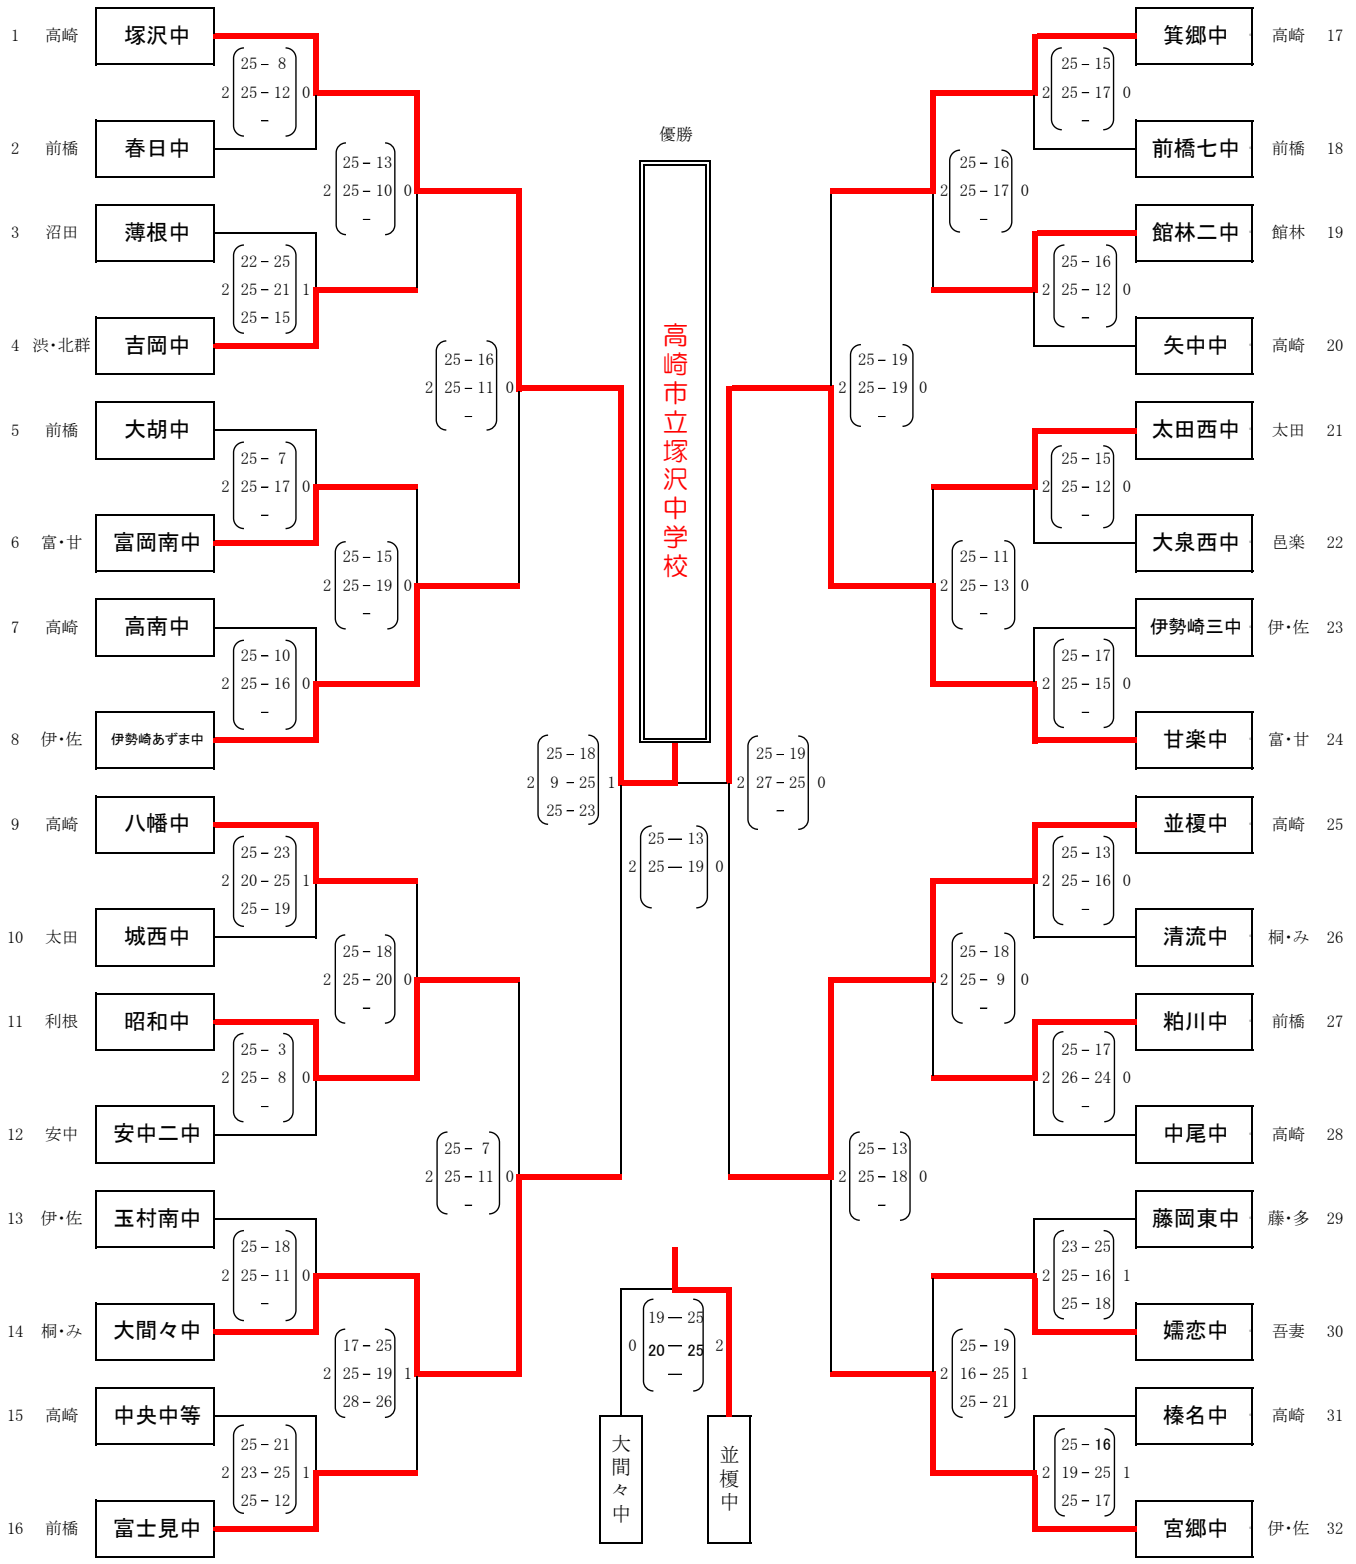 1 高崎 塚沢中
2 25－8 0
25－12
－
2 前橋 春日中
2 25－13 0
25－10
－
3 沼田 薄根中
22－25
2 25－21 1
25－15
4 渋・北群 吉岡中
25－16
2 25－11 0
－
5 前橋 大胡中
25－7
2 25－17 0
－
6 富・甘 富岡南中
25－15
2 25－19 0
－
7 高崎 高南中
25－10
2 25－16 0
－
8 伊・佐 伊勢崎あずま中
25－18
2 9－25 1
25－23
9 高崎 八幡中
25－23
2 20－25 1
25－19
10 太田 城西中
25－18
2 25－20 0
－
11 利根 昭和中
25－3
2 25－8 0
－
12 安中 安中二中
25－7
2 25－11 0
－
13 伊・佐 玉村南中
25－18
2 25－11 0
－
14 桐・み 大間々中
17－25
2 25－19 1
28－26
15 高崎 中央中等
25－21
2 23－25 1
25－12
16 前橋 富士見中
優勝
高崎市立塚沢中学校
25―13
2 25―19 0
19―25
0 20―25 2
―
大間々中
並榎中
箕郷中 高崎 17
25－15
2 25－17 0
－
前橋七中 前橋 18
25－16
2 25－17 0
－
館林二中 館林 19
25－16
2 25－12 0
－
矢中中 高崎 20
25－19
2 25－19 0
－
太田西中 太田 21
25－15
2 25－12 0
－
大泉西中 邑楽 22
25－11
2 25－13 0
－
伊勢崎三中 伊・佐 23
25－17
2 25－15 0
－
甘楽中 富・甘 24
25－19
2 27－25 0
－
並榎中 高崎 25
25－13
2 25－16 0
－
清流中 桐・み 26
25－18
2 25－9 0
－
粕川中 前橋 27
25－17
2 26－24 0
－
中尾中 高崎 28
25－13
2 25－18 0
－
藤岡東中 藤・多 29
23－25
2 25－16 1
25－18
嬬恋中 吾妻 30
25－19
2 16－25 1
25－21
榛名中 高崎 31
25－16
2 19－25 1
25－17
宮郷中 伊・佐 32